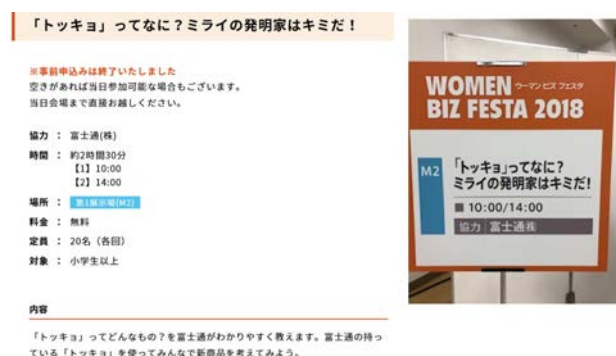 「トッキョ」ってなに？ミライの発明家はキミだ！
※事前申込みは終了いたしました
空きがあれば当日参加可能な場合もございます。
当日会場まで直接お越しください。
協力 ： 富士通(株)
時間 ： 約2時間30分
【1】10:00
【2】14:00
場所 ： 第1展示場(M2)
料金 ： 無料
定員 ： 20名（各回）
対象 ： 小学生以上
内容
「トッキョ」ってどんなもの？を富士通がわかりやすく教えます。富士通の持っ
ている「トッキョ」を使ってみんなで新商品を考えてみよう。
WOMEN ウーマン ビズ フェスタ
BIZ FESTA 2018
M2
「トッキョ」ってなに？
ミライの発明家はキミだ!
■ 10:00/14:00
協力 富士通㈱